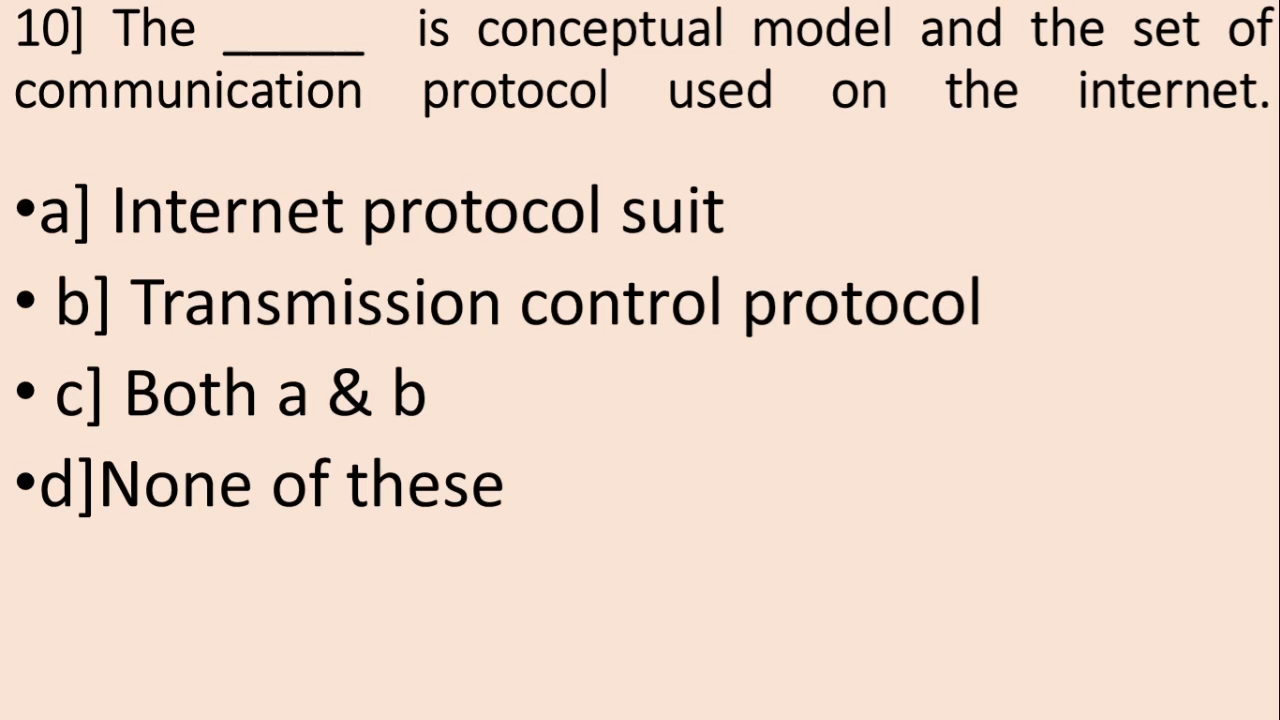 10] The _____ is conceptual model and the set of
communication protocol used on the internet.
•a] Internet protocol suit
• b] Transmission control protocol
• c] Both a & b
•d]None of these